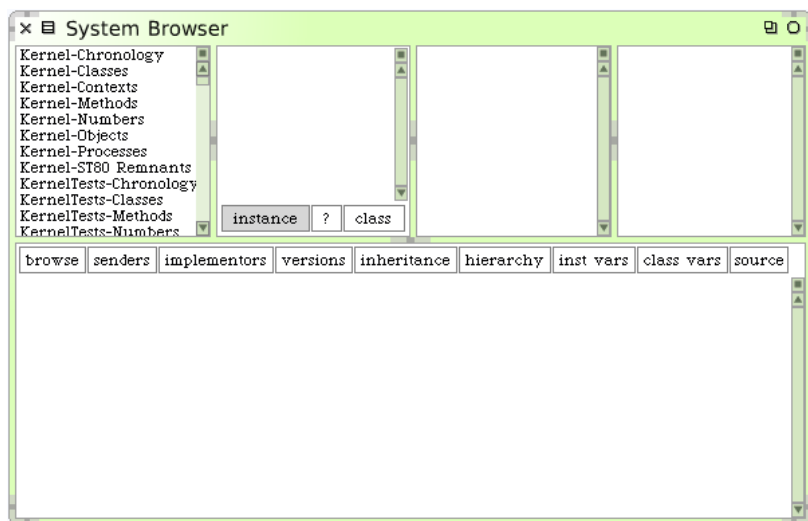 System Browser
Kernel-Chronology
Kernel-Classes
Kernel-Contexts
Kernel-Methods
Kernel-Numbers
Kernel-Objects
Kernel-Processes
Kernel-ST80 Remnants
KernelTests-Chronology
KernelTests-Classes
KernelTests-Methods
KernelTests-Numbers
instance ? class
browse senders implementors versions inheritance hierarchy inst vars class vars source